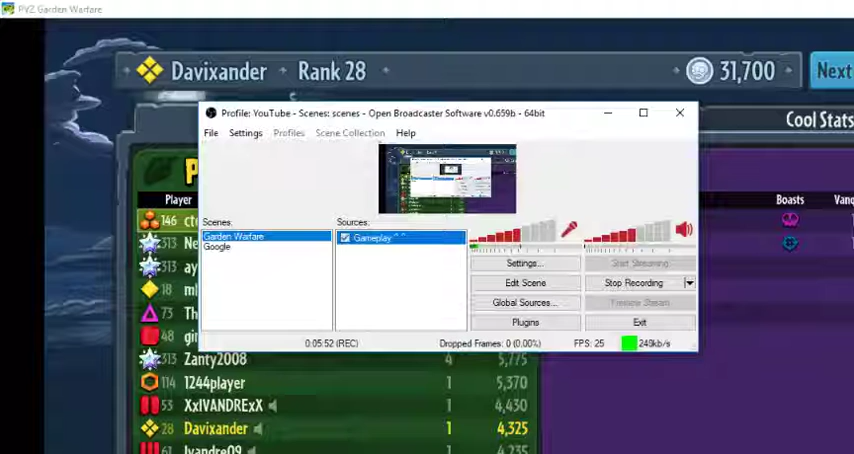 PVZ Garden Warfare
Davixander Rank 28 31,700 Next
Profile: YouTube - Scenes: scenes - Open Broadcaster Software v0.659b - 64bit
File Settings Profiles Scene Collection Help
Cool Stats
Player
Boasts
Scenes:
Sources:
Garden Warfare
Google
Gameplay^^
Settings...
Start Streaming
Edit Scene
Stop Recording
Global Sources...
Preview Stream
Plugins
Exit
0:05:52 (REC)
Dropped Frames: 0 (0.00%)
FPS: 25
249kb/s
146
313
313
18
73
48
313 Zanty2008 4 5,775
114 1244player 1 5,370
53 XxIVANDRExX 1 4,430
28 Davixander 1 4,325
61 Ivandre09